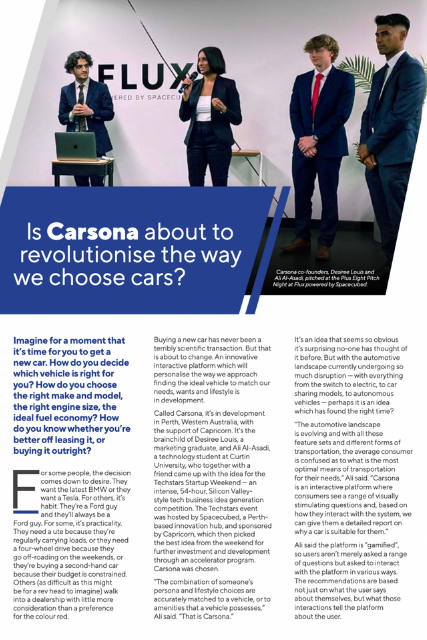 FLUX
POWERED BY SPACECU
Carsona co-founders, Desiree Louis and
Ali Al-Asadi, pitched at the Plus Eight Pitch
Night at Flux powered by Spacecubed.
Is Carsona about to
revolutionise the way
we choose cars?
Imagine for a moment that
it's time for you to get a
new car. How do you decide
which vehicle is right for
you? How do you choose
the right make and model,
the right engine size, the
ideal fuel economy? How
do you know whether you're
better off leasing it, or
buying it outright?
For some people, the decision
comes down to desire. They
want the latest BMW or they
want a Tesla. For others, it's
habit. They're a Ford guy
and they'll always be a
Ford guy. For some, it's practicality.
They need a ute because they're
regularly carrying loads, or they need
a four-wheel drive because they
go off-roading on the weekends, or
they're buying a second-hand car
because their budget is constrained.
Others (as difficult as this might
be for a rev head to imagine) walk
into a dealership with little more
consideration than a preference
for the colour red.
Buying a new car has never been a
terribly scientific transaction. But that
is about to change. An innovative
interactive platform which will
personalise the way we approach
finding the ideal vehicle to match our
needs, wants and lifestyle is
in development.
Called Carsona, it's in development
in Perth, Western Australia, with
the support of Capricorn. It's the
brainchild of Desiree Louis, a
marketing graduate, and Ali Al-Asadi,
a technology student at Curtin
University, who together with a
friend came up with the idea for the
Techstars Startup Weekend — an
intense, 54-hour, Silicon Valley-
style tech business idea generation
competition. The Techstars event
was hosted by Spacecubed, a Perth-
based innovation hub, and sponsored
by Capricorn, which then picked
the best idea from the weekend for
further investment and development
through an accelerator program.
Carsona was chosen.
"The combination of someone's
persona and lifestyle choices are
accurately matched to a vehicle, or to
amenities that a vehicle possesses,"
Ali said. "That is Carsona."
It's an idea that seems so obvious
it's surprising no-one has thought of
it before. But with the automotive
landscape currently undergoing so
much disruption — with everything
from the switch to electric, to car
sharing models, to autonomous
vehicles — perhaps it is an idea
which has found the right time?
"The automotive landscape
is evolving and with all these
feature sets and different forms of
transportation, the average consumer
is confused as to what is the most
optimal means of transportation
for their needs," Ali said. "Carsona
is an interactive platform where
consumers see a range of visually
stimulating questions and, based on
how they interact with the system, we
can give them a detailed report on
why a car is suitable for them."
Ali said the platform is "gamified",
so users aren't merely asked a range
of questions but asked to interact
with the platform in various ways.
The recommendations are based
not just on what the user says
about themselves, but what those
interactions tell the platform
about the user.